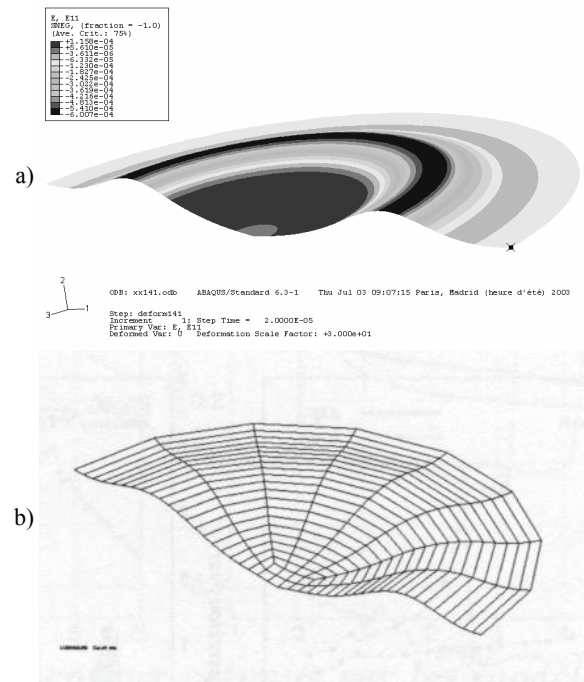 E, E11
SNEG, (fraction = -1.0)
(Ave. Crit.: 75%)
+1.158e-04
+5.610e-05
-3.611e-06
-6.332e-05
-1.230e-04
-1.827e-04
-2.425e-04
-3.022e-04
-3.619e-04
-4.216e-04
-4.813e-04
-5.410e-04
-6.007e-04
a)
2
3
1
ODB: xx141.odb ABAQUS/Standard 6.3-1 Thu Jul 03 09:07:15 Paris, Madrid (heure d'été) 2003
Step: deform141
Increment 1: Step Time = 2.0000E-05
Primary Var: E, E11
Deformed Var: U Deformation Scale Factor: +3.000e+01
b)